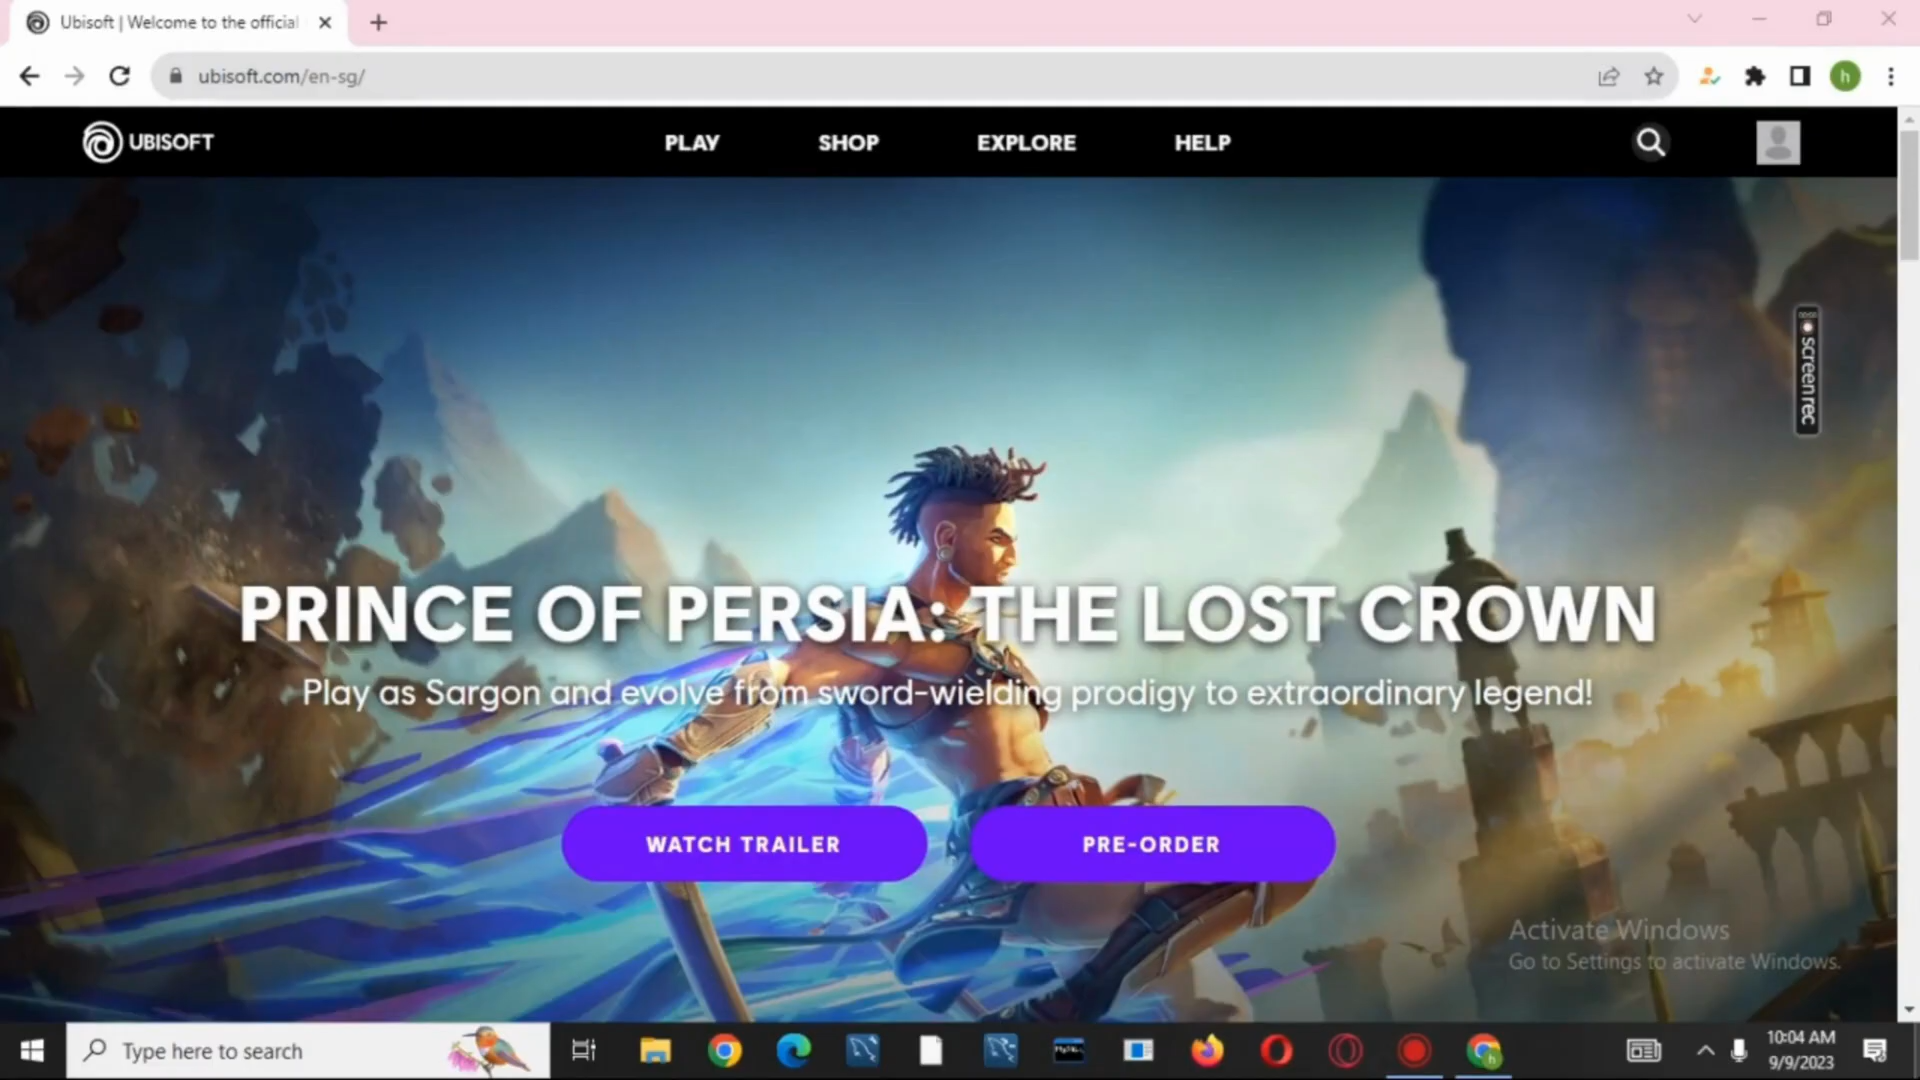 Ubisoft | Welcome to the official
ubisoft.com/en-sg/
h
UBISOFT
PLAY
SHOP
EXPLORE
HELP
00:00
screenrec
PRINCE OF PERSIA: THE LOST CROWN
Play as Sargon and evolve from sword-wielding prodigy to extraordinary legend!
WATCH TRAILER
PRE-ORDER
Activate Windows
Go to Settings to activate Windows.
Type here to search
h
10:04 AM
9/9/2023